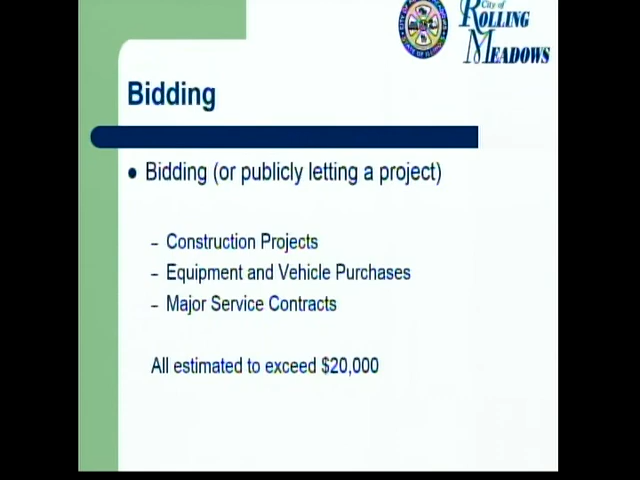 City of
ROLLING
MEADOWS
Bidding
● Bidding (or publicly letting a project)
– Construction Projects
– Equipment and Vehicle Purchases
– Major Service Contracts
All estimated to exceed $20,000